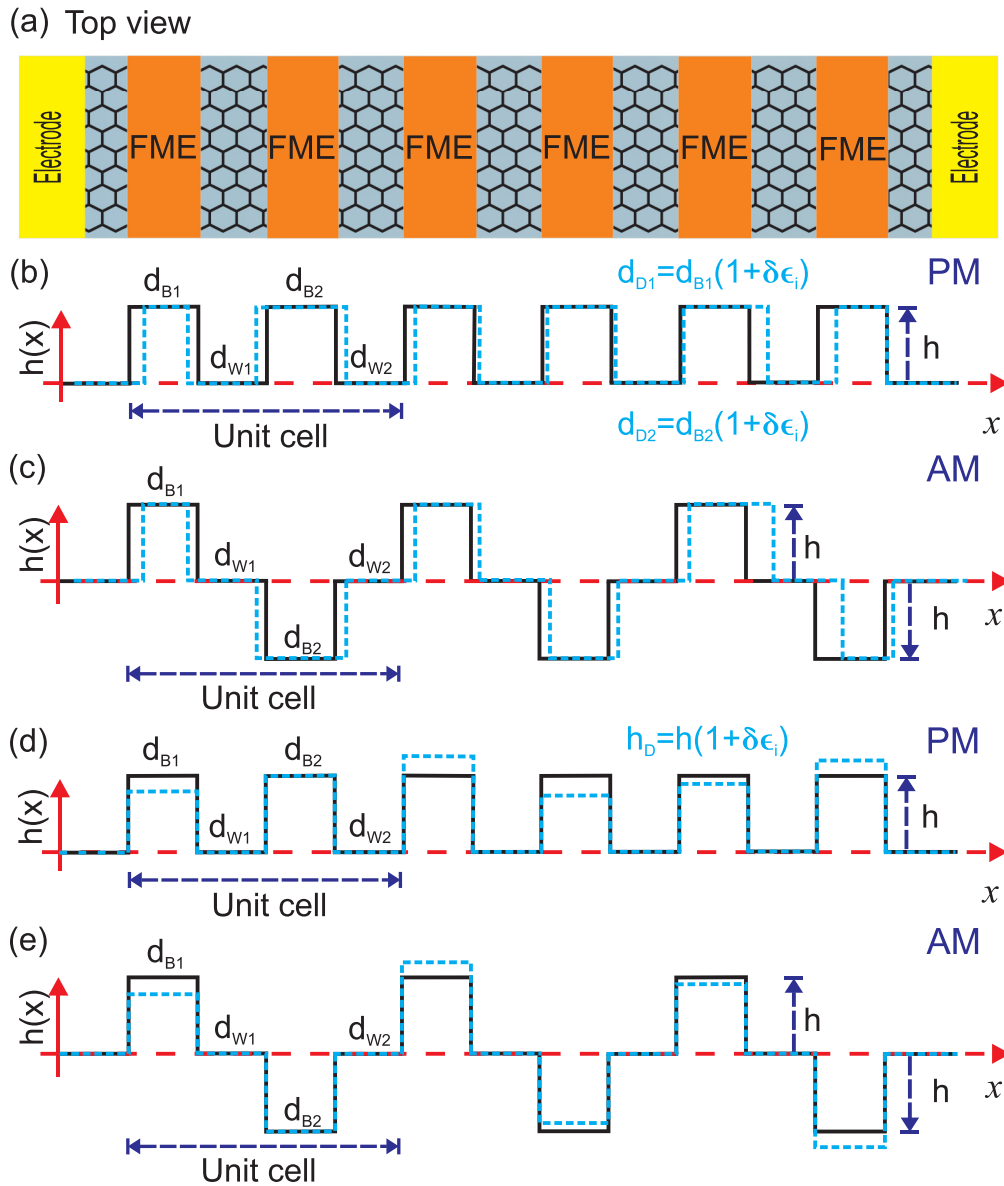 (a) Top view
Electrode FME FME FME FME FME FME Electrode
(b) d_B1 d_B2 d_D1=d_B1(1+δϵ_i) PM
h(x) d_W1 d_W2 h
Unit cell d_D2=d_B2(1+δϵ_i) x
(c) d_B1 AM
h(x) d_W1 d_W2 h
d_B2 h x
Unit cell
(d) d_B1 d_B2 h_D=h(1+δϵ_i) PM
h(x) d_W1 d_W2 h
Unit cell x
(e) d_B1 AM
h(x) d_W1 d_W2 h
d_B2 h x
Unit cell